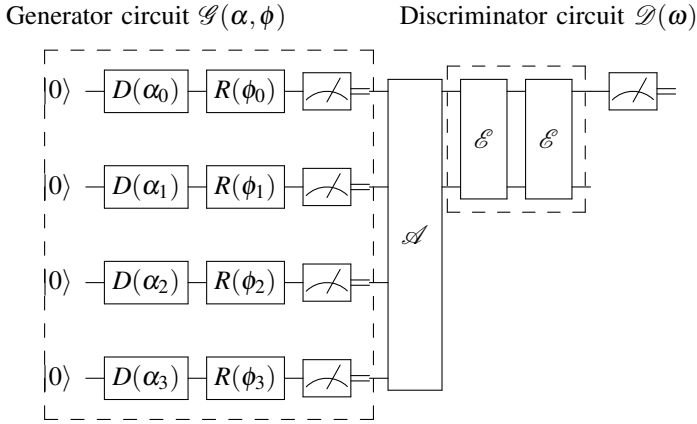 Generator circuit 𝒢(α, ϕ) Discriminator circuit 𝒟(ω)
|0⟩ D(α₀) R(ϕ₀)
ℰ ℰ
|0⟩ D(α₁) R(ϕ₁)
𝒜
|0⟩ D(α₂) R(ϕ₂)
|0⟩ D(α₃) R(ϕ₃)